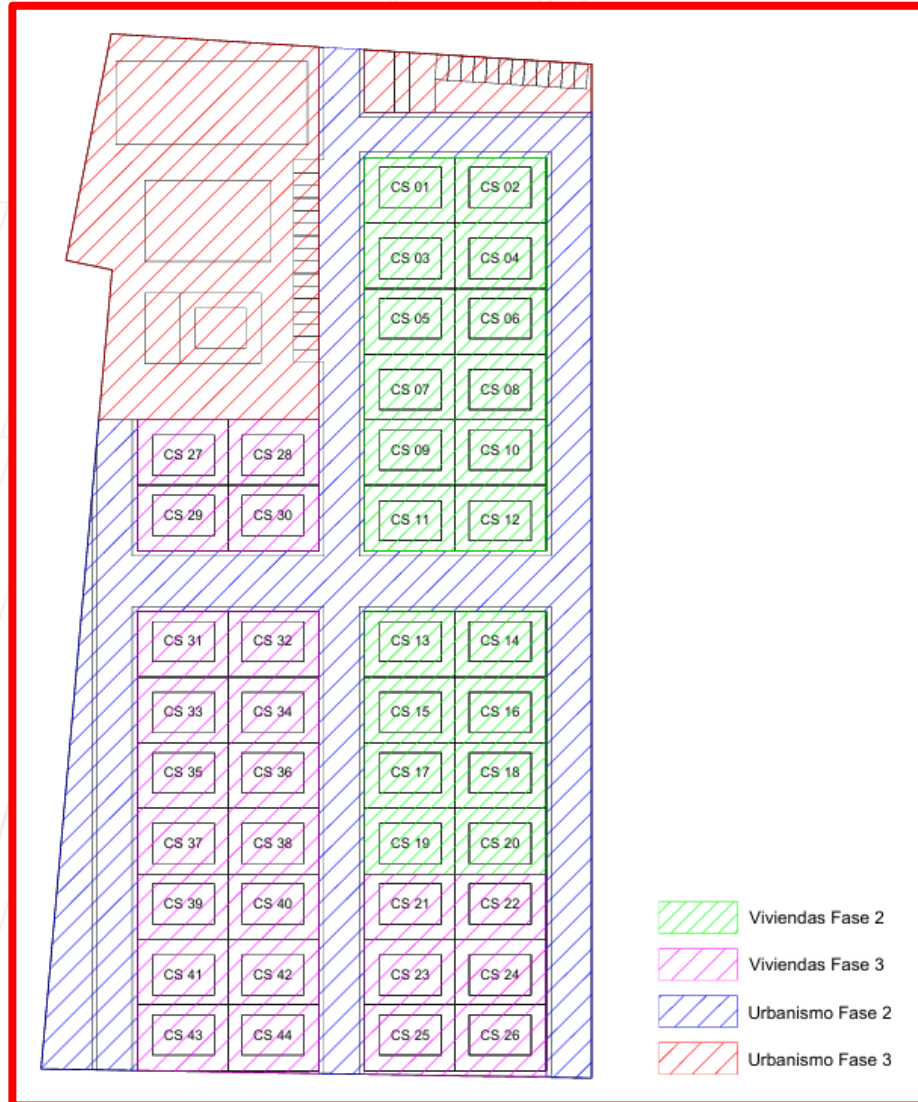 CS 01 CS 02
CS 03 CS 04
CS 05 CS 06
CS 07 CS 08
CS 27 CS 28 CS 09 CS 10
CS 29 CS 30 CS 11 CS 12
CS 31 CS 32 CS 13 CS 14
CS 33 CS 34 CS 15 CS 16
CS 35 CS 36 CS 17 CS 18
CS 37 CS 38 CS 19 CS 20
CS 39 CS 40 CS 21 CS 22
CS 41 CS 42 CS 23 CS 24
CS 43 CS 44 CS 25 CS 26
Viviendas Fase 2
Viviendas Fase 3
Urbanismo Fase 2
Urbanismo Fase 3